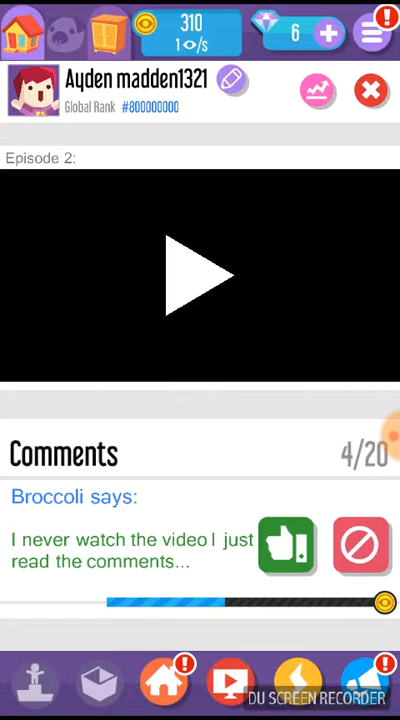 310
6
1 /s
Ayden madden1321
Global Rank #800000000
Episode 2:
Comments
4/20
Broccoli says:
I never watch the video I just
read the comments...
DU SCREEN RECORDER